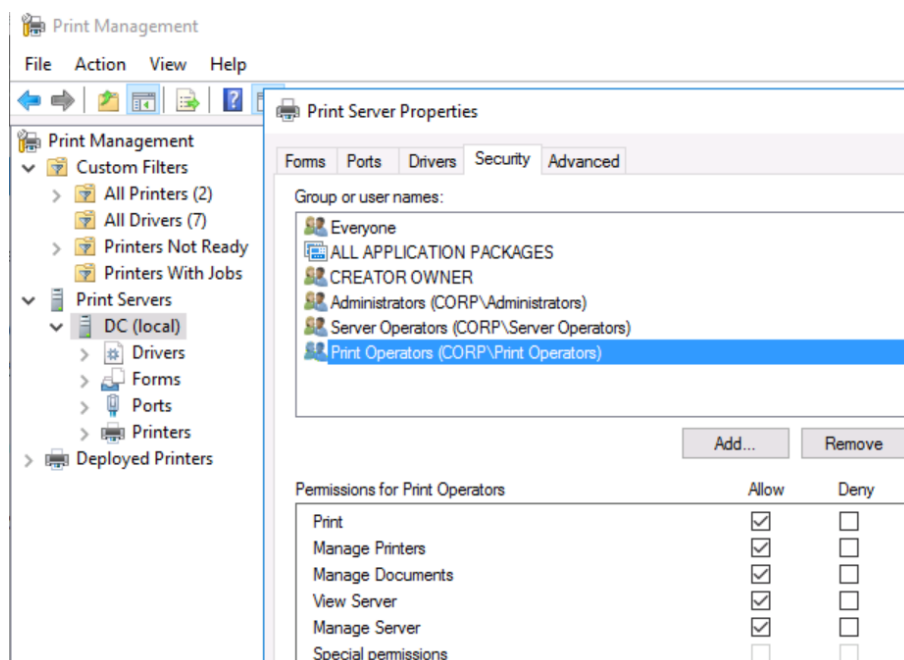 Print Management
File Action View Help
Print Server Properties
Print Management
Custom Filters
All Printers (2)
All Drivers (7)
Printers Not Ready
Printers With Jobs
Print Servers
DC (local)
Drivers
Forms
Ports
Printers
Deployed Printers
Forms Ports Drivers Security Advanced
Group or user names:
Everyone
ALL APPLICATION PACKAGES
CREATOR OWNER
Administrators (CORP\Administrators)
Server Operators (CORP\Server Operators)
Print Operators (CORP\Print Operators)
Add... Remove
Permissions for Print Operators Allow Deny
Print
Manage Printers
Manage Documents
View Server
Manage Server
Special permissions